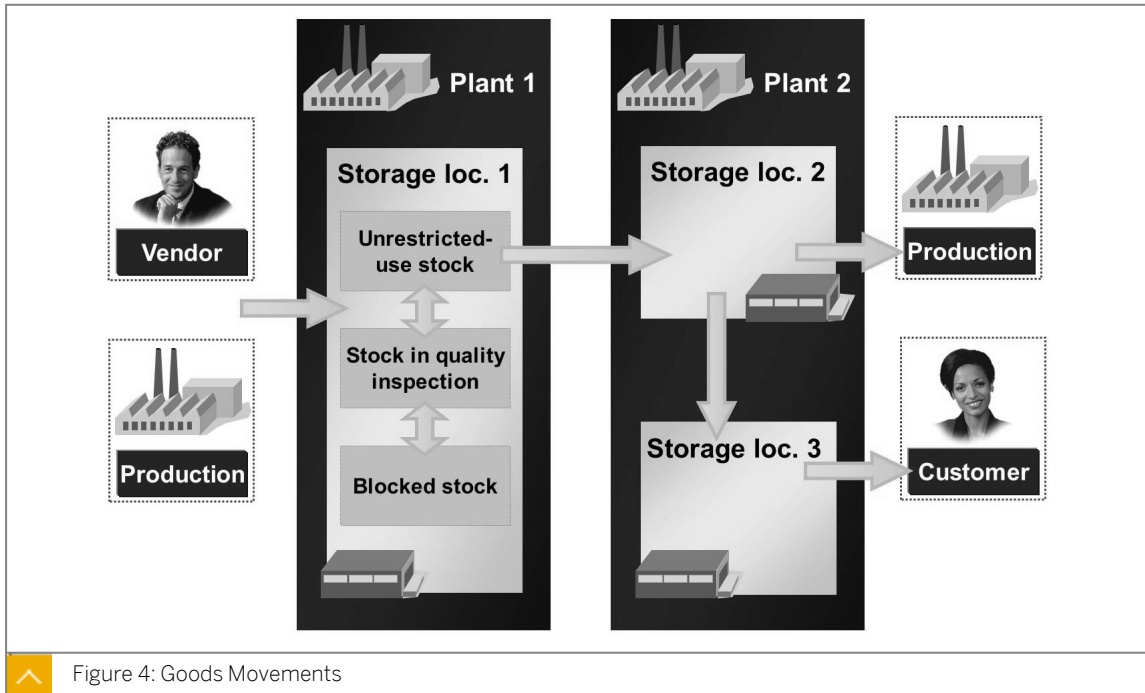 Plant 1
Plant 2
Vendor
Production
Storage loc. 1
Unrestricted-
use stock
Stock in quality
inspection
Blocked stock
Storage loc. 2
Storage loc. 3
Production
Customer
Figure 4: Goods Movements